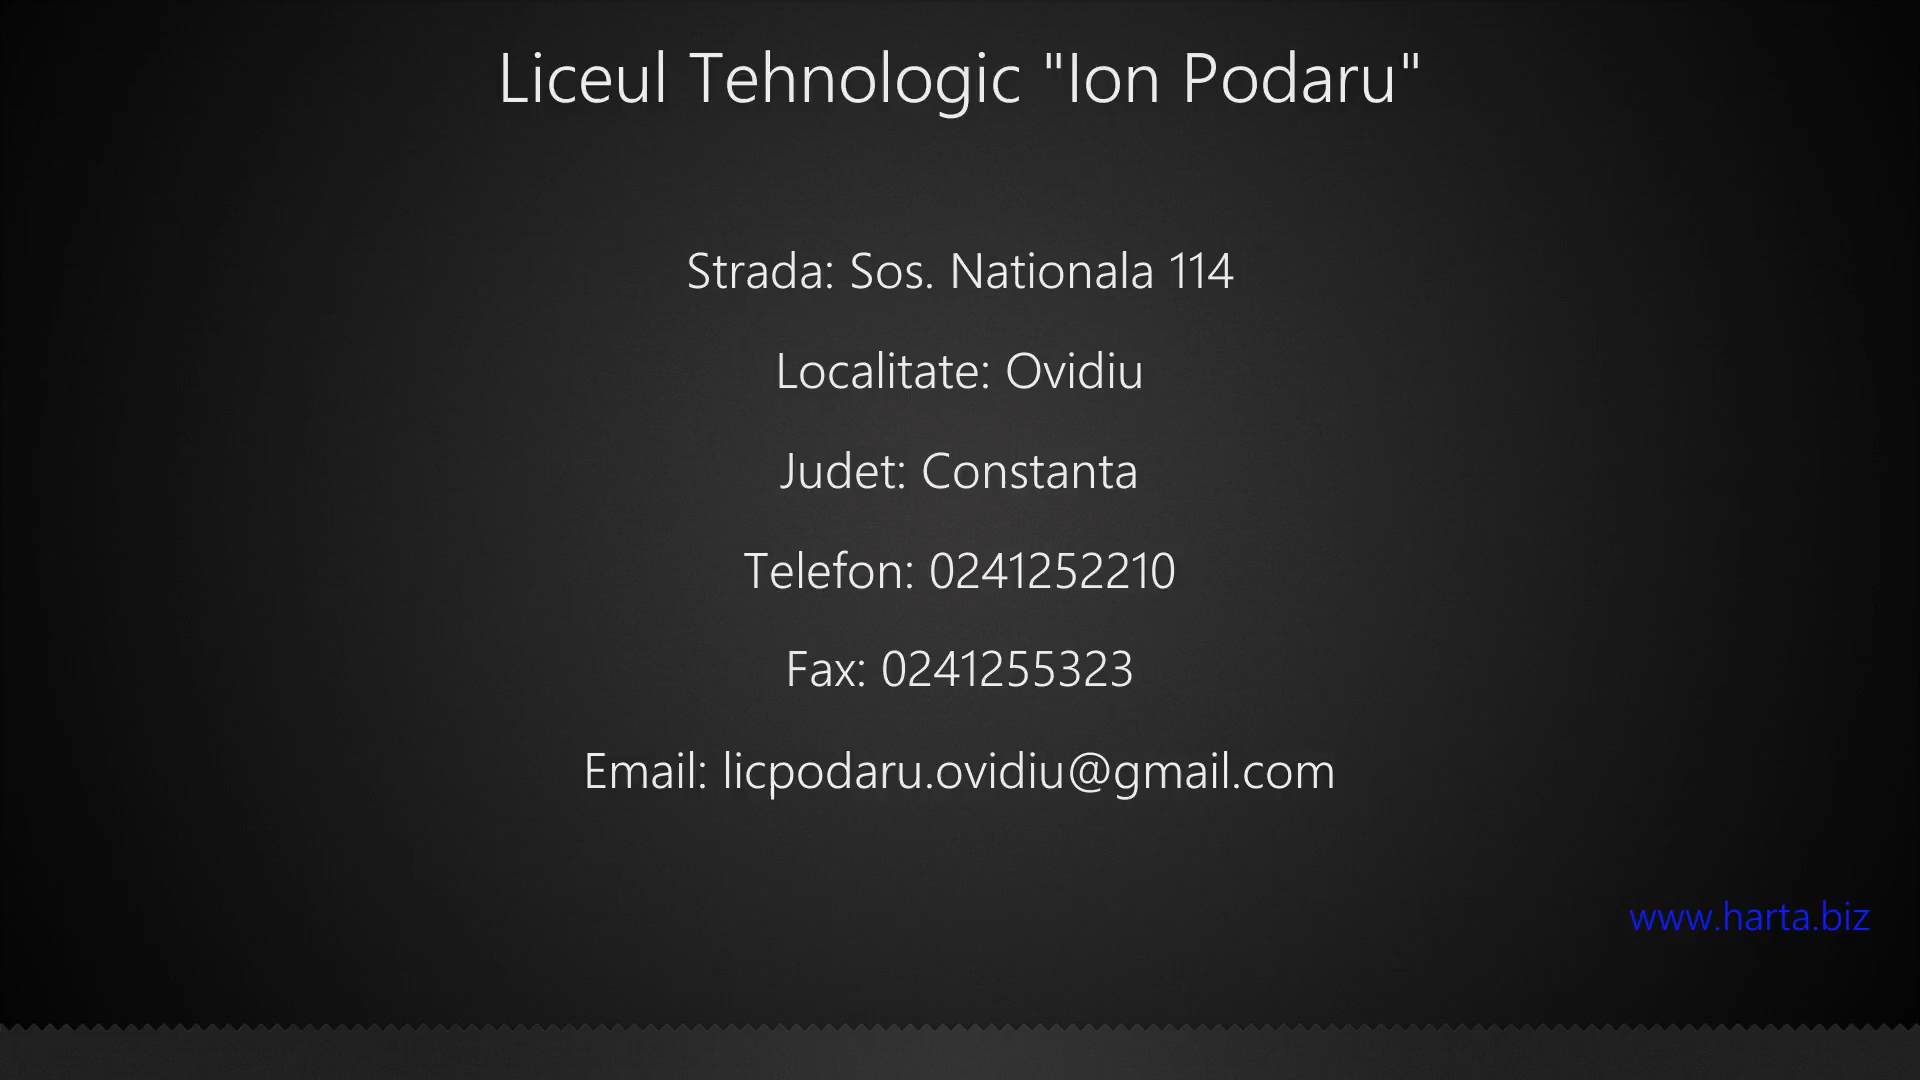 Liceul Tehnologic "Ion Podaru"
Strada: Sos. Nationala 114
Localitate: Ovidiu
Judet: Constanta
Telefon: 0241252210
Fax: 0241255323
Email: licpodaru.ovidiu@gmail.com
www.harta.biz